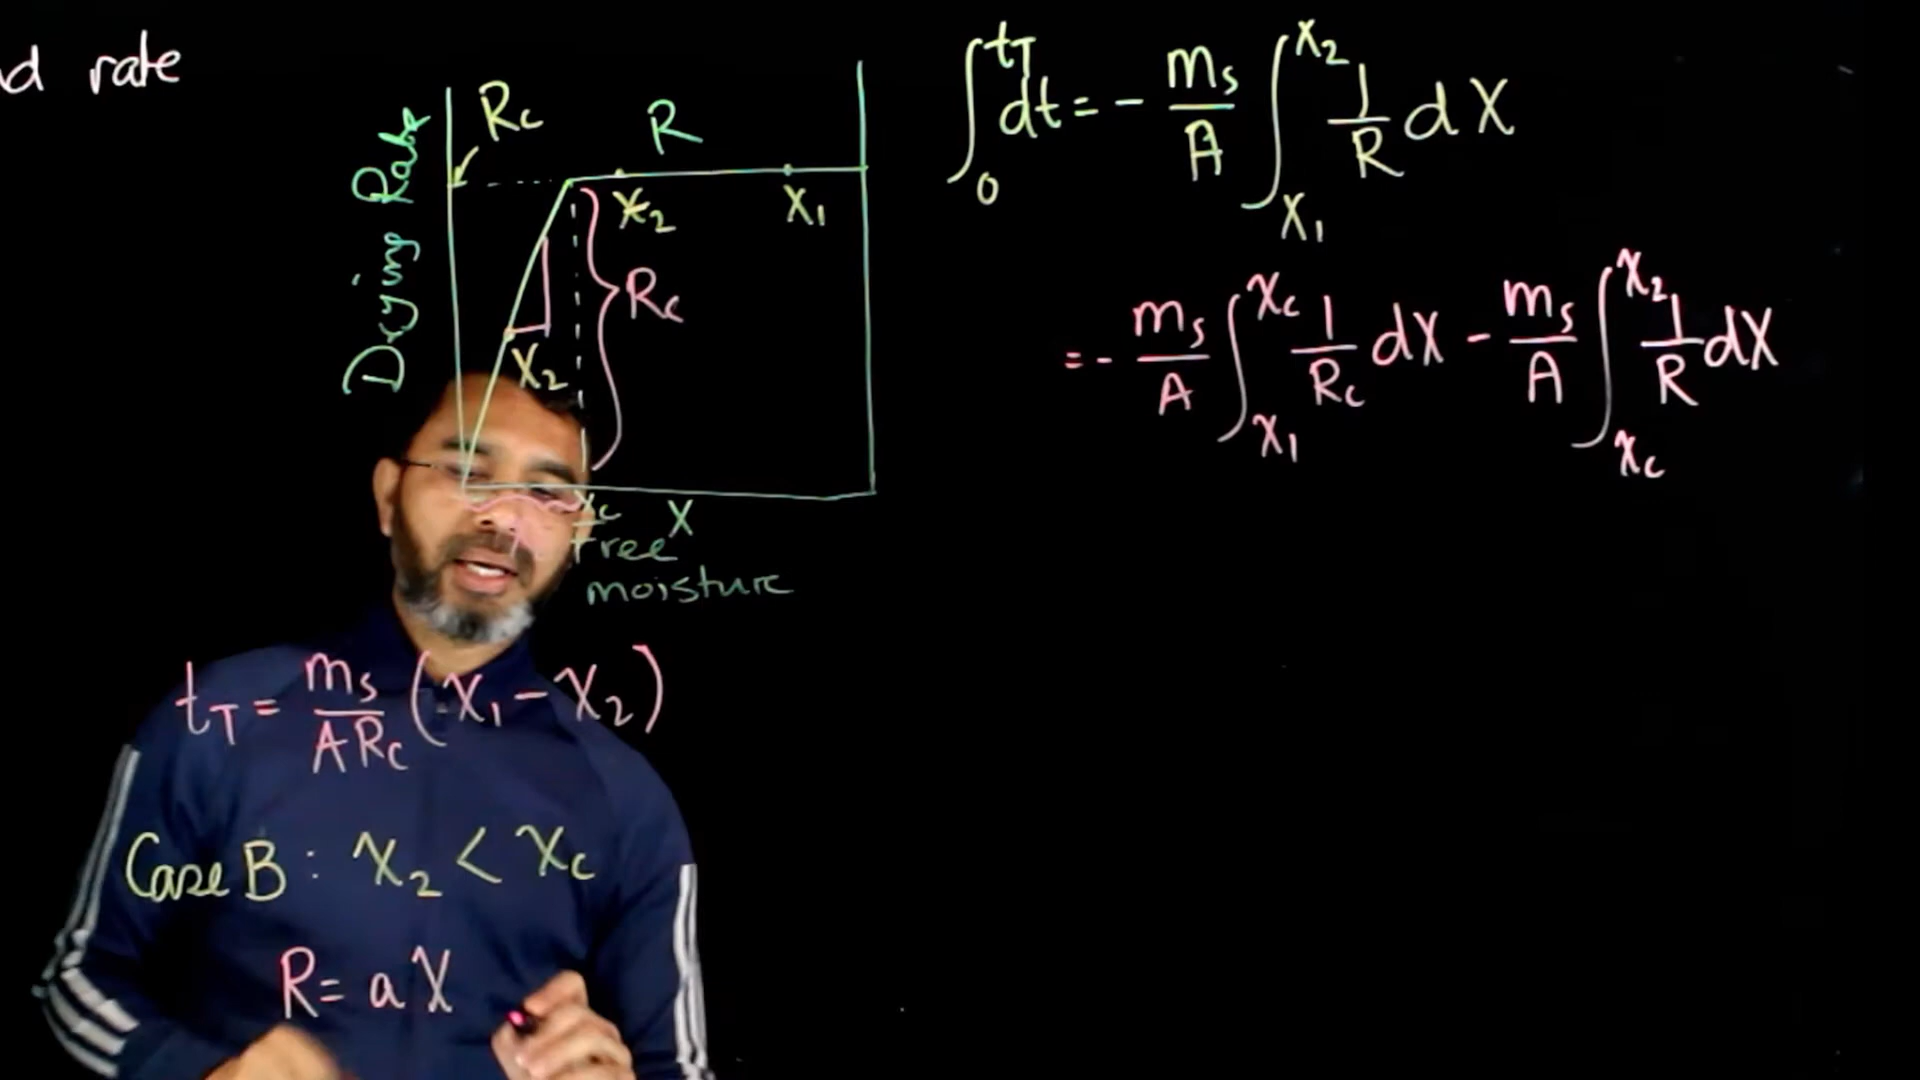 rate
Drying Rate
Rc
R
X2
X1
X2
Rc
Xc
X
Free
moisture
∫₀^{tT} dt = - ms/A ∫_{X1}^{X2} 1/R dX
= - ms/A ∫_{X1}^{Xc} 1/Rc dX - ms/A ∫_{Xc}^{X2} 1/R dX
tT = ms/ARc (X1 - X2)
Case B : X2 < Xc
R = aX